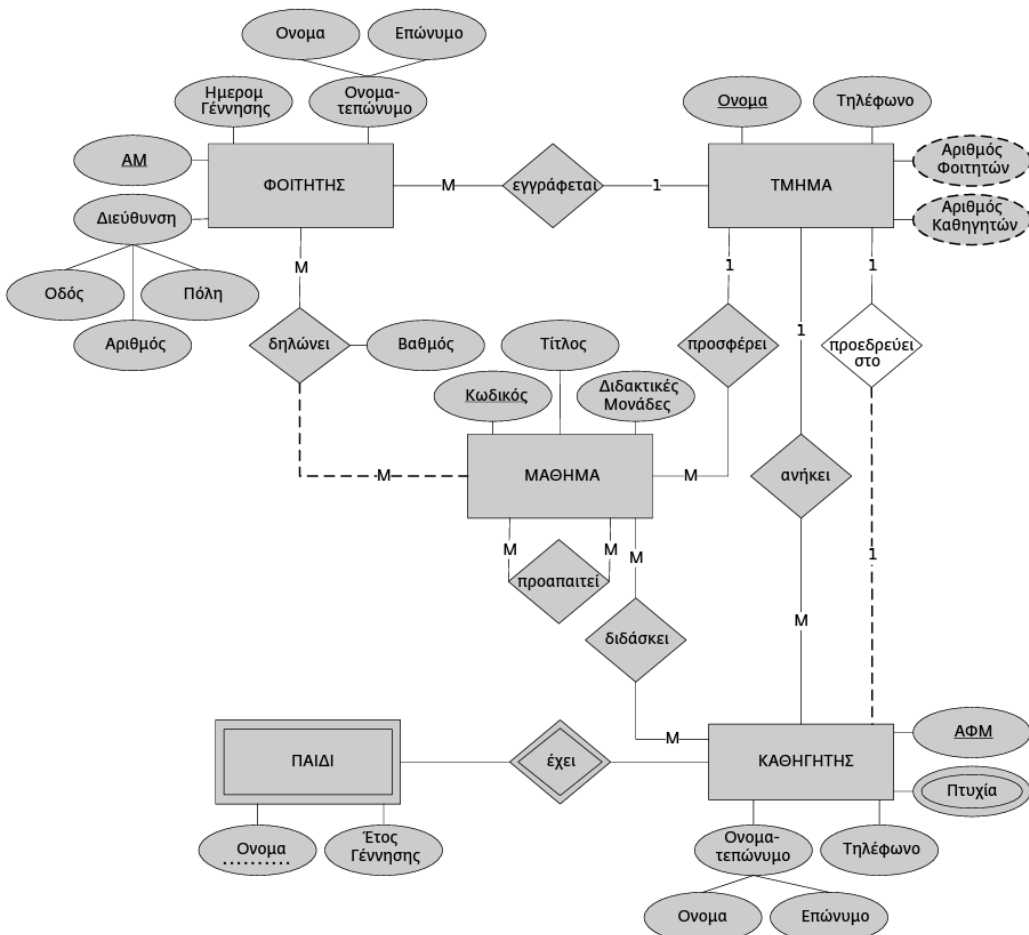 Ονομα
Επώνυμο
Ημερομ
Γέννησης
Ονομα-
τεπώνυμο
Ονομα
Τηλέφωνο
ΑΜ
ΦΟΙΤΗΤΗΣ
Μ
εγγράφεται
1
ΤΜΗΜΑ
Αριθμός
Φοιτητών
Αριθμός
Καθηγητών
Διεύθυνση
Οδός
Πόλη
Αριθμός
Μ
δηλώνει
Βαθμός
Τίτλος
1
προσφέρει
1
1
προεδρεύει
στο
Κωδικός
Διδακτικές
Μονάδες
Μ
ΜΑΘΗΜΑ
Μ
ανήκει
Μ
Μ
Μ
1
προαπαιτεί
διδάσκει
Μ
Μ
ΠΑΙΔΙ
έχει
ΚΑΘΗΓΗΤΗΣ
ΑΦΜ
Πτυχία
Ονομα
Έτος
Γέννησης
Ονομα-
τεπώνυμο
Τηλέφωνο
Ονομα
Επώνυμο